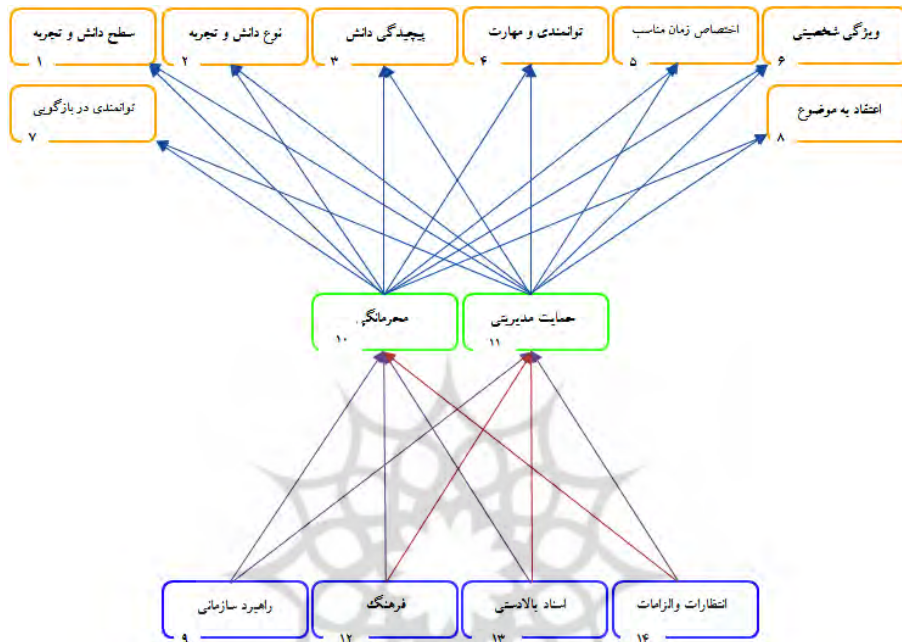 ویژگی شخصیتی
۶
اختصاص زمان مناسب
۵
توانمندی و مهارت
۴
پیچیدگی دانش
۳
نوع دانش و تجربه
۲
سطح دانش و تجربه
۱
اعتقاد به موضوع
۸
توانمندی در بازگویی
۷
حمایت مدیریتی
۱۱
محرمانگی
۱۰
انتظارات والزامات
۱۴
اسناد بالادستی
۱۳
فرهنگ
۱۲
راهبرد سازمانی
۹